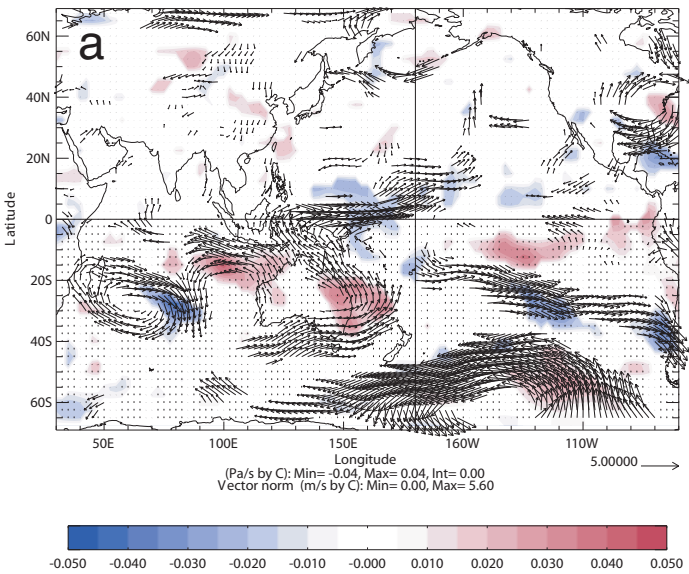 a
60N
40N
20N
0
20S
40S
60S
Latitude
50E 100E 150E 160W 110W
Longitude
(Pa/s by C): Min= -0.04, Max= 0.04, Int= 0.00
Vector norm (m/s by C): Min= 0.00, Max= 5.60
5.00000
-0.050 -0.040 -0.030 -0.020 -0.010 -0.000 0.010 0.020 0.030 0.040 0.050